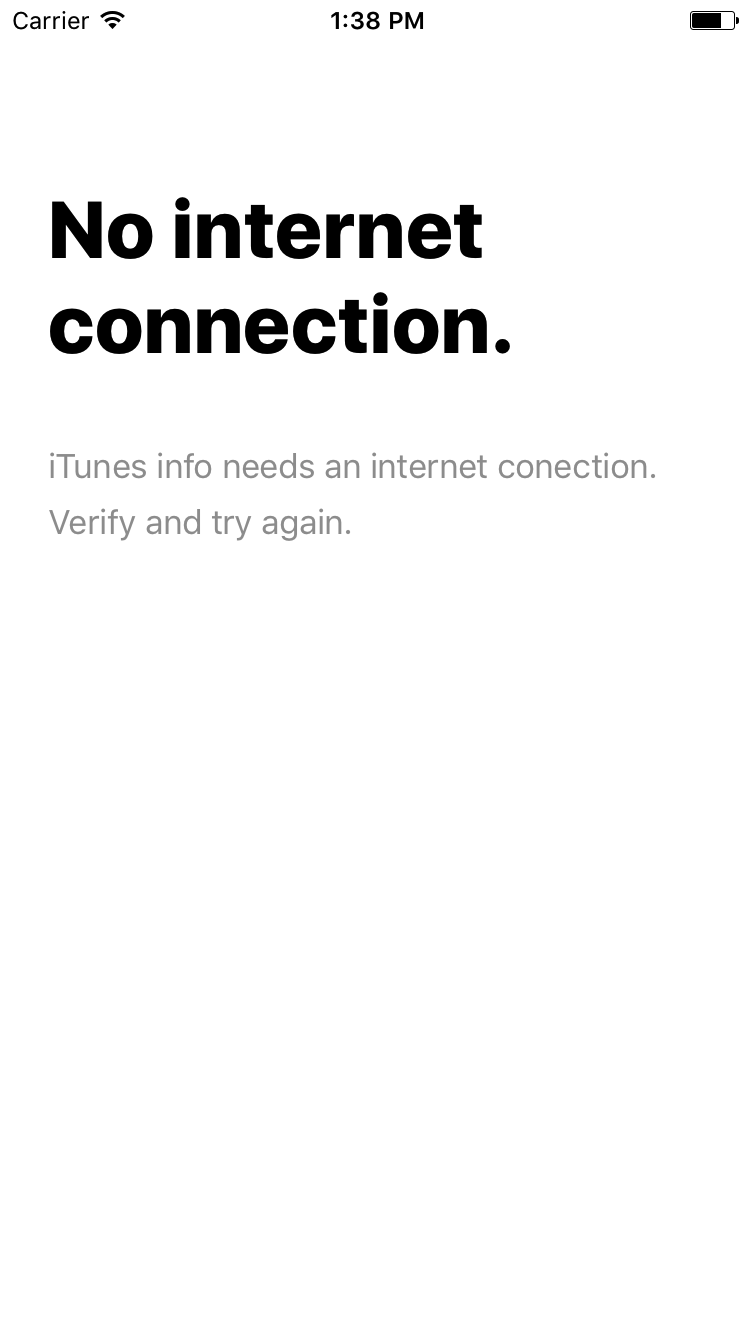 Carrier 1:38 PM
No internet
connection.
iTunes info needs an internet conection.
Verify and try again.